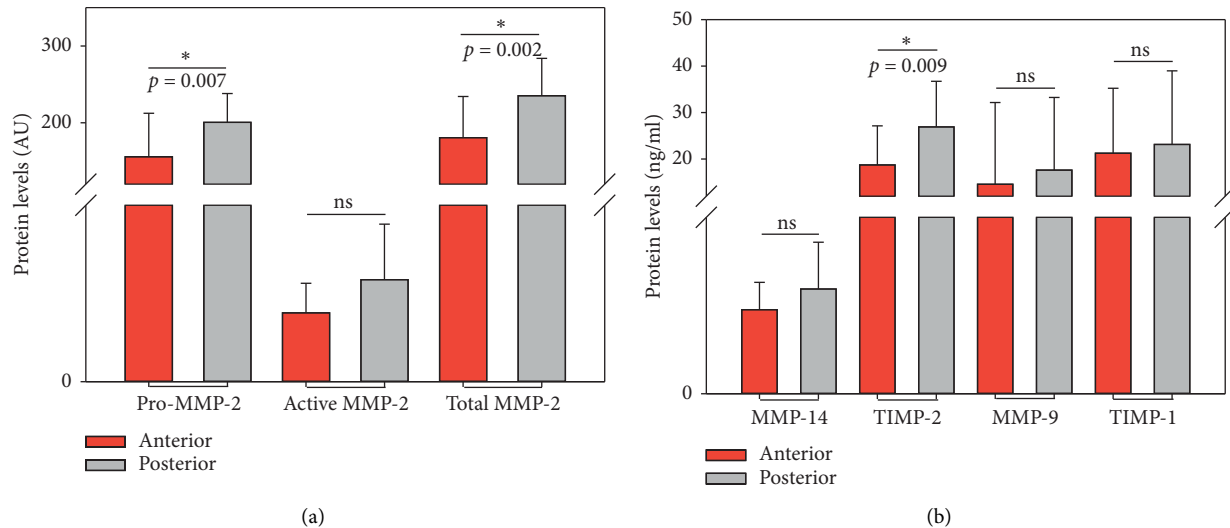 Protein levels (AU)
300
200
0
*
p = 0.007
ns
*
p = 0.002
Pro-MMP-2 Active MMP-2 Total MMP-2
Anterior
Posterior
(a)
Protein levels (ng/ml)
50
40
30
20
0
ns
*
p = 0.009
ns
ns
MMP-14 TIMP-2 MMP-9 TIMP-1
Anterior
Posterior
(b)